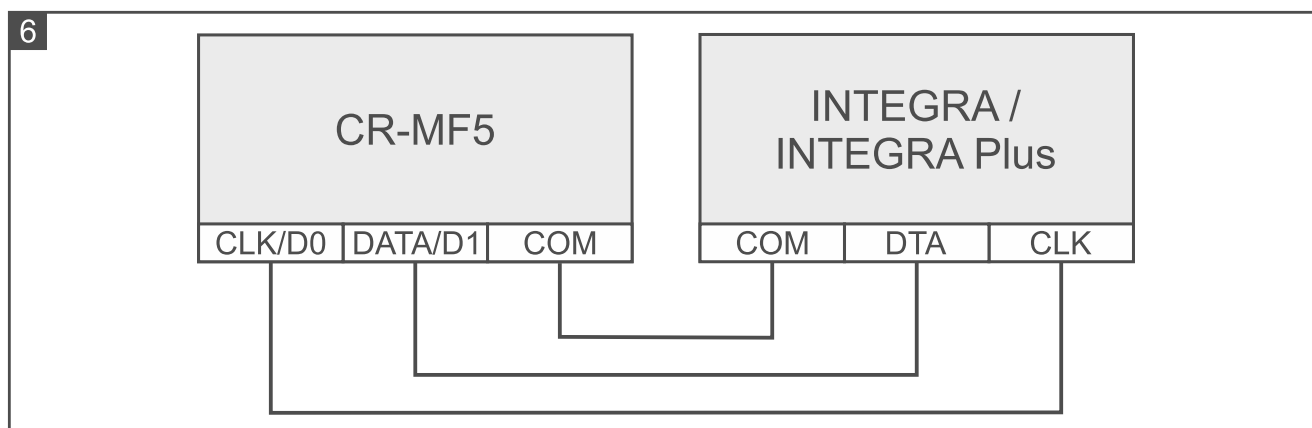 6
CR-MF5
INTEGRA /
INTEGRA Plus
CLK/D0 DATA/D1 COM
COM DTA CLK